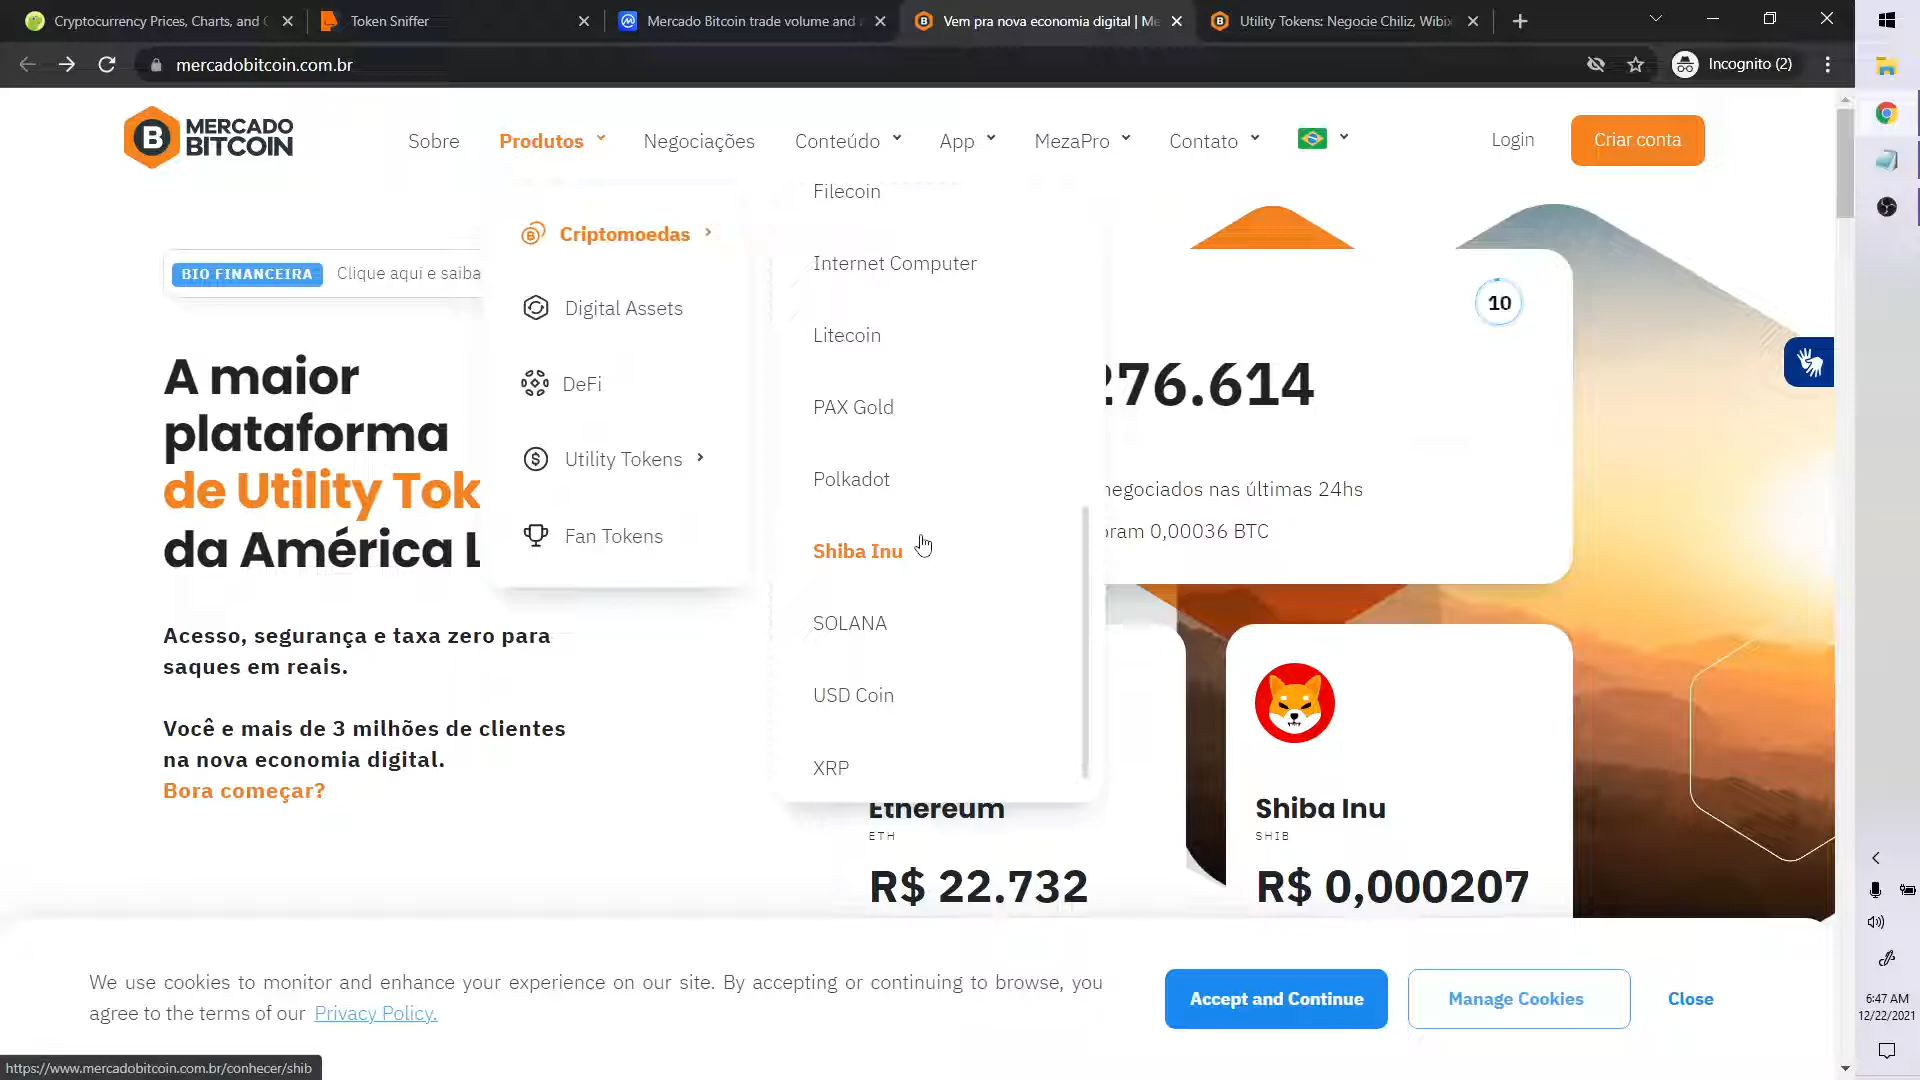 Cryptocurrency Prices, Charts, and
Token Sniffer
Mercado Bitcoin trade volume and
Vem pra nova economia digital | Me
Utility Tokens: Negocie Chiliz, Wibix
mercadobitcoin.com.br
Incognito (2)
MERCADO
BITCOIN
Sobre
Produtos
Negociações
Conteúdo
App
MezaPro
Contato
Login
Criar conta
BIO FINANCEIRA
Clique aqui e saiba
A maior
plataforma
de Utility Tok
da América L
Acesso, segurança e taxa zero para
saques em reais.
Você e mais de 3 milhões de clientes
na nova economia digital.
Bora começar?
Criptomoedas
Digital Assets
DeFi
Utility Tokens
Fan Tokens
Filecoin
Internet Computer
Litecoin
PAX Gold
Polkadot
Shiba Inu
SOLANA
USD Coin
XRP
10
276.614
negociados nas últimas 24hs
0,00036 BTC
Ethereum
ETH
R$ 22.732
Shiba Inu
SHIB
R$ 0,000207
We use cookies to monitor and enhance your experience on our site. By accepting or continuing to browse, you
agree to the terms of our Privacy Policy.
Accept and Continue
Manage Cookies
Close
https://www.mercadobitcoin.com.br/conhecer/shib
6:47 AM
12/22/2021